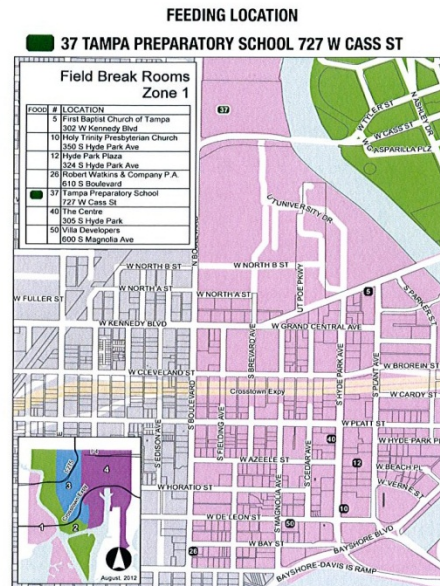 FEEDING LOCATION
37 TAMPA PREPARATORY SCHOOL 727 W CASS ST
Field Break Rooms
Zone 1
FOOD # LOCATION
5 First Baptist Church of Tampa
302 W Kennedy Blvd
10 Holy Trinity Presbyterian Church
350 S Hyde Park Ave
12 Hyde Park Plaza
324 S Hyde Park Ave
26 Robert Watkins & Company P.A.
610 S Boulevard
37 Tampa Preparatory School
727 W Cass St
40 The Centre
305 S Hyde Park
50 Villa Developers
600 S Magnolia Ave
37
W TYLER ST
N ASHLEY DR
W CASS ST
GASPARILLA PLZ
UNIVERSITY DR
N BOULEVARD
W NORTH B ST
UT POE PKWY
W FULLER ST
W NORTH A ST
5
S PARKER ST
W KENNEDY BLVD
W GRAND CENTRAL AVE
S BREVARD AVE
S HYDE PARK AVE
S PLANT AVE
W CLEVELAND ST
W BROREIN ST
Crosstown Expy
W CARDY ST
S BOULEVARD
S FIELDING AVE
W PLATT ST
S EDISON AVE
40
W HYDE PARK PL
W AZEELE ST
12
W BEACH PL
S CEDAR AVE
W VERNE ST
W HORATIO ST
S MAGNOLIA AVE
10
W DE LEON ST
50
BAYSHORE BLVD
26
W BAY ST
BAYSHORE-DAVIS IS RAMP
I-275
4
3
Crosstown Expy
1
2
August, 2012